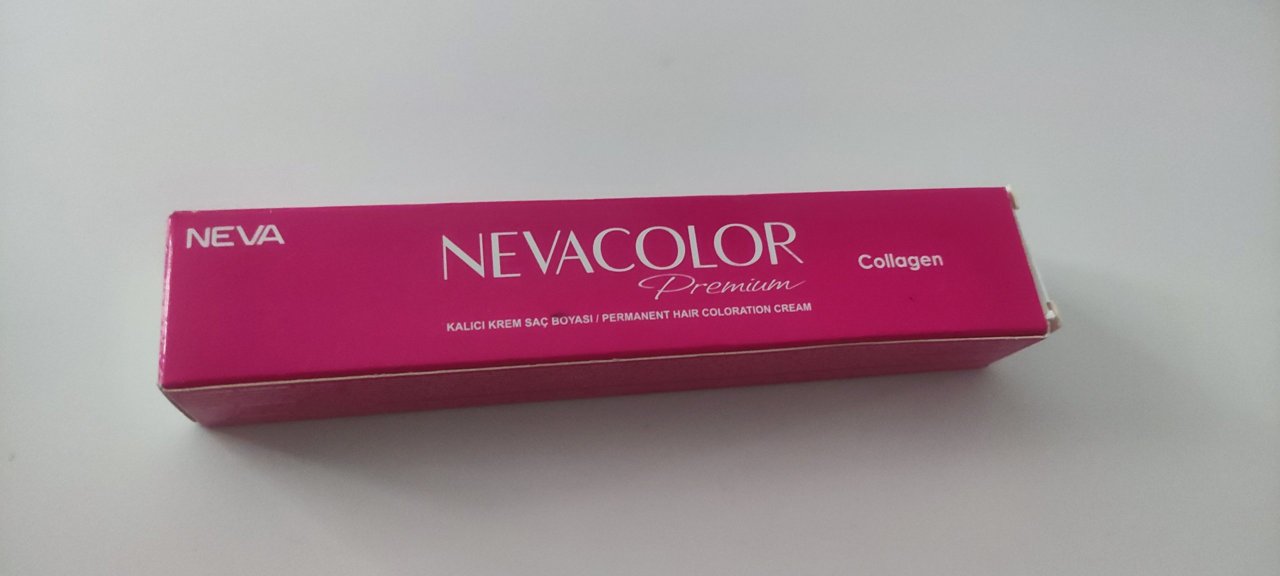 NEVA
NEVACOLOR
Premium
Collagen
KALICI KREM SAÇ BOYASI / PERMANENT HAIR COLORATION CREAM